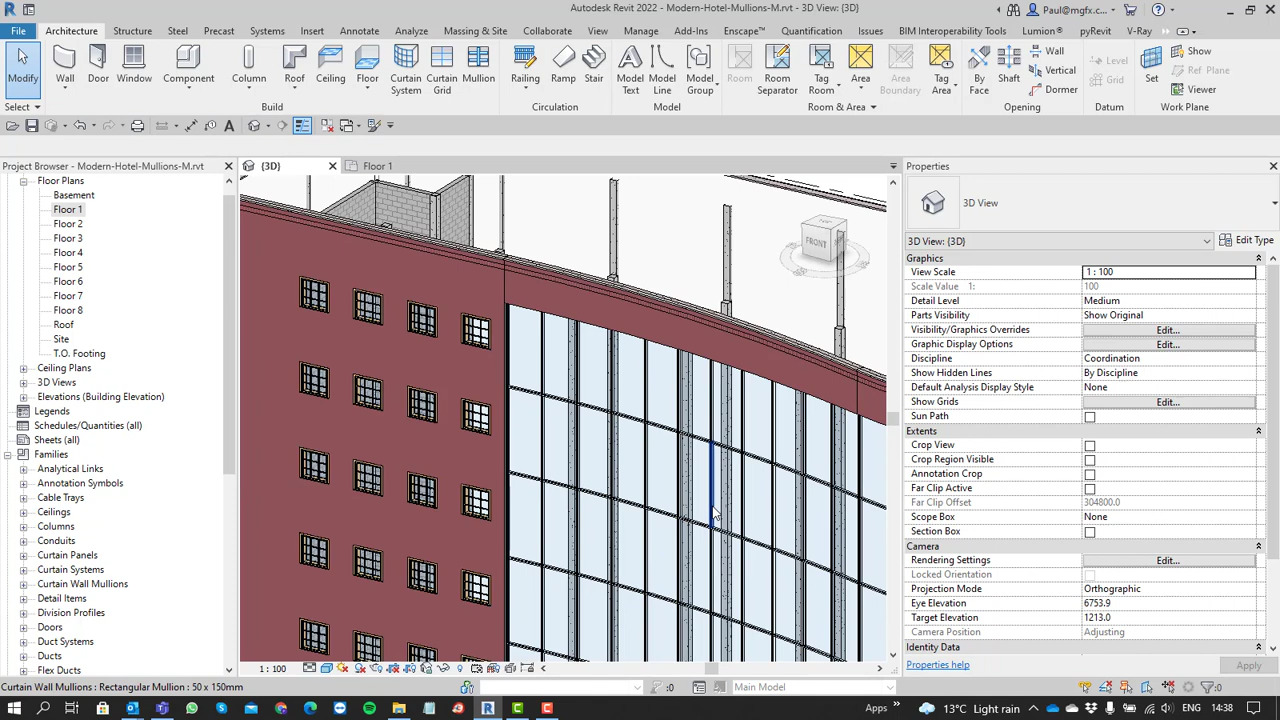 Autodesk Revit 2022 - Modern-Hotel-Mullions-M.rvt - 3D View: {3D}
Paul@mgfx.c...
File Architecture Structure Steel Precast Systems Insert Annotate Analyze Massing & Site Collaborate View Manage Add-Ins Enscape™ Quantification Issues BIM Interoperability Tools Lumion® pyRevit V-Ray
Modify
Wall
Door
Window
Component
Column
Roof
Ceiling
Floor
Curtain System
Curtain Grid
Mullion
Railing
Ramp
Stair
Model Text
Model Line
Model Group
Room
Room Separator
Tag Room
Area
Area Boundary
Tag Area
By Face
Shaft
Wall
Vertical
Dormer
Level
Grid
Set
Show
Ref Plane
Viewer
Select Build Circulation Model Room & Area Opening Datum Work Plane
Project Browser - Modern-Hotel-Mullions-M.rvt
Floor Plans
Basement
Floor 1
Floor 2
Floor 3
Floor 4
Floor 5
Floor 6
Floor 7
Floor 8
Roof
Site
T.O. Footing
Ceiling Plans
3D Views
Elevations (Building Elevation)
Legends
Schedules/Quantities (all)
Sheets (all)
Families
Analytical Links
Annotation Symbols
Cable Trays
Ceilings
Columns
Conduits
Curtain Panels
Curtain Systems
Curtain Wall Mullions
Detail Items
Division Profiles
Doors
Duct Systems
Ducts
Flex Ducts
{3D}
Floor 1
FRONT
1 : 100
Properties
3D View
3D View: {3D}
Edit Type
Graphics
View Scale 1 : 100
Scale Value 1: 100
Detail Level Medium
Parts Visibility Show Original
Visibility/Graphics Overrides Edit...
Graphic Display Options Edit...
Discipline Coordination
Show Hidden Lines By Discipline
Default Analysis Display Style None
Show Grids Edit...
Sun Path
Extents
Crop View
Crop Region Visible
Annotation Crop
Far Clip Active
Far Clip Offset 304800.0
Scope Box None
Section Box
Camera
Rendering Settings Edit...
Locked Orientation
Projection Mode Orthographic
Eye Elevation 6753.9
Target Elevation 1213.0
Camera Position Adjusting
Identity Data
Properties help
Apply
Curtain Wall Mullions : Rectangular Mullion : 50 x 150mm
:0
Main Model
:0
Apps
13°C Light rain
ENG
14:38